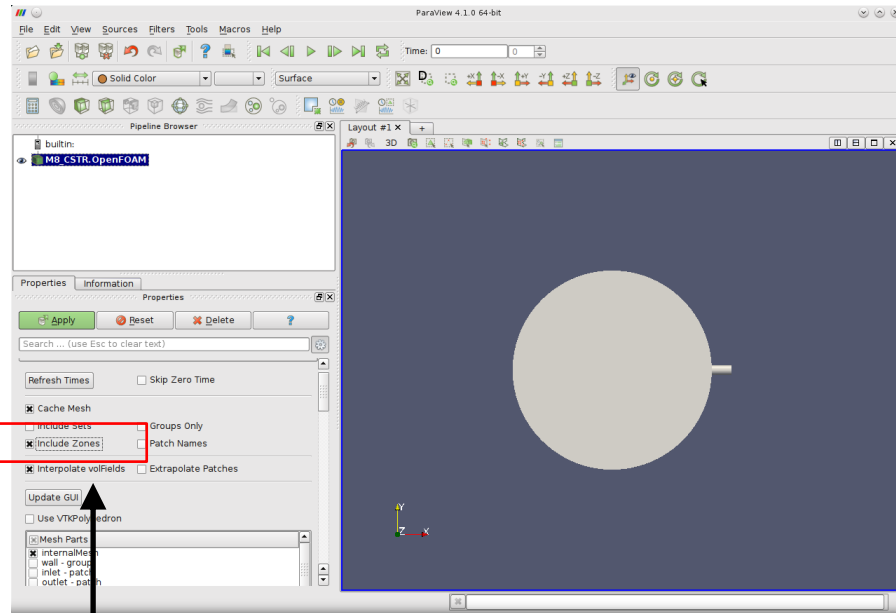 ParaView 4.1.0 64-bit
File Edit View Sources Filters Tools Macros Help
Time: 0 0
Solid Color Surface
Pipeline Browser
builtin:
M8_CSTR.OpenFOAM
Layout #1 +
3D
Properties Information
Properties
Apply Reset Delete ?
Search ... (use Esc to clear text)
Refresh Times Skip Zero Time
Cache Mesh
Include Sets Groups Only
Include Zones Patch Names
Interpolate volFields Extrapolate Patches
Update GUI
Use VTKPolyhedron
Mesh Parts
internalMesh
wall - group
inlet - patch
outlet - patch
Y
Z X